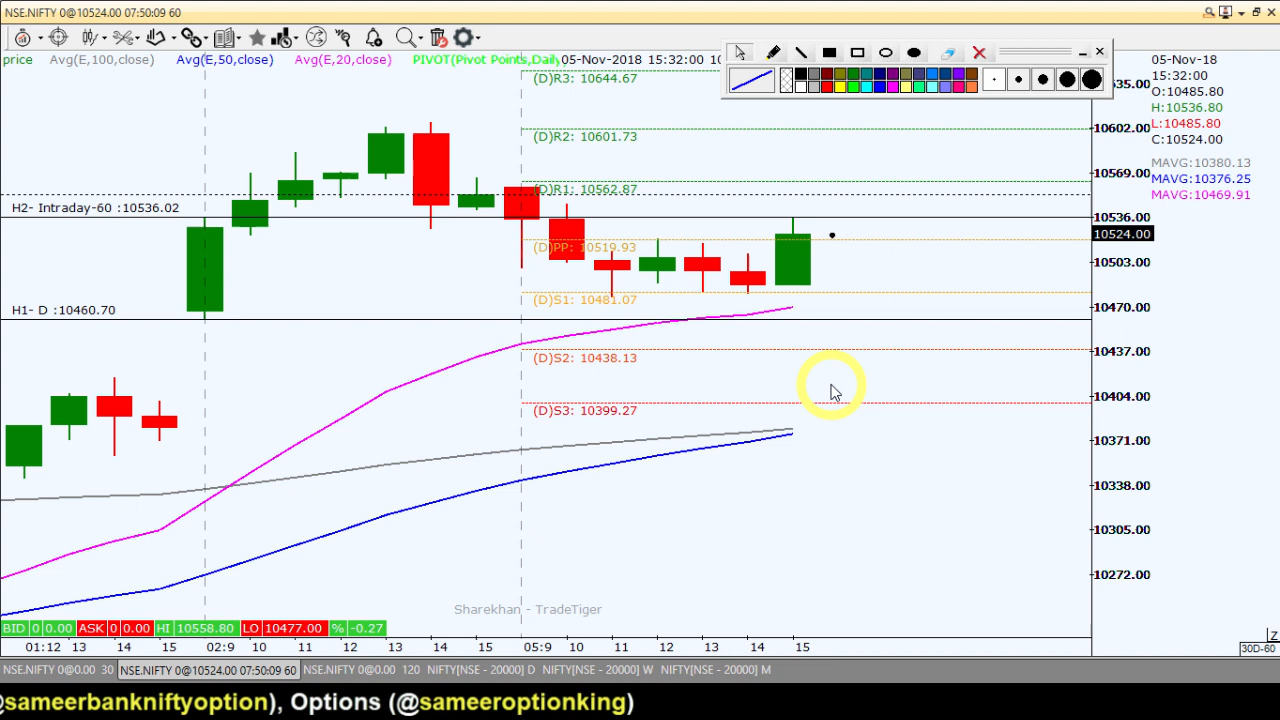 NSE.NIFTY 0@10524.00 07:50:09 60
price Avg(E,100,close) Avg(E,50,close) Avg(E,20,close) PIVOT(Pivot Points,Daily 05-Nov-2018 15:32:00
05-Nov-18
15:32:00
O:10485.80
H:10536.80
L:10485.80
C:10524.00
MAVG:10380.13
MAVG:10376.25
MAVG:10469.91
(D)R3: 10644.67
(D)R2: 10601.73
(D)R1: 10562.87
H2- Intraday-60 :10536.02
(D)PP: 10519.93
(D)S1: 10481.07
H1- D :10460.70
(D)S2: 10438.13
(D)S3: 10399.27
10602.00
10569.00
10536.00
10524.00
10503.00
10470.00
10437.00
10404.00
10371.00
10338.00
10305.00
10272.00
Sharekhan - TradeTiger
BID 0 0.00 ASK 0 0.00 HI 10558.80 LO 10477.00 % -0.27
Z
01:12 13 14 15 02:9 10 11 12 13 14 15 05:9 10 11 12 13 14 15
30D-60
NSE.NIFTY 0@0.00 30 NSE.NIFTY 0@10524.00 07:50:09 60 NSE.NIFTY 0@0.00 120 NIFTY[NSE - 20000] D NIFTY[NSE - 20000] W NIFTY[NSE - 20000] M
@sameerbankniftyoption), Options (@sameeroptionking)